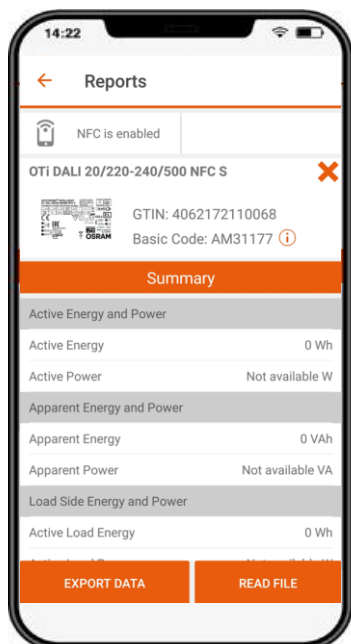 14:22
Reports
NFC is enabled
OTi DALI 20/220-240/500 NFC S
GTIN: 4062172110068
OSRAM
Basic Code: AM31177
Summary
Active Energy and Power
Active Energy 0 Wh
Active Power Not available W
Apparent Energy and Power
Apparent Energy 0 VAh
Apparent Power Not available VA
Load Side Energy and Power
Active Load Energy 0 Wh
EXPORT DATA READ FILE